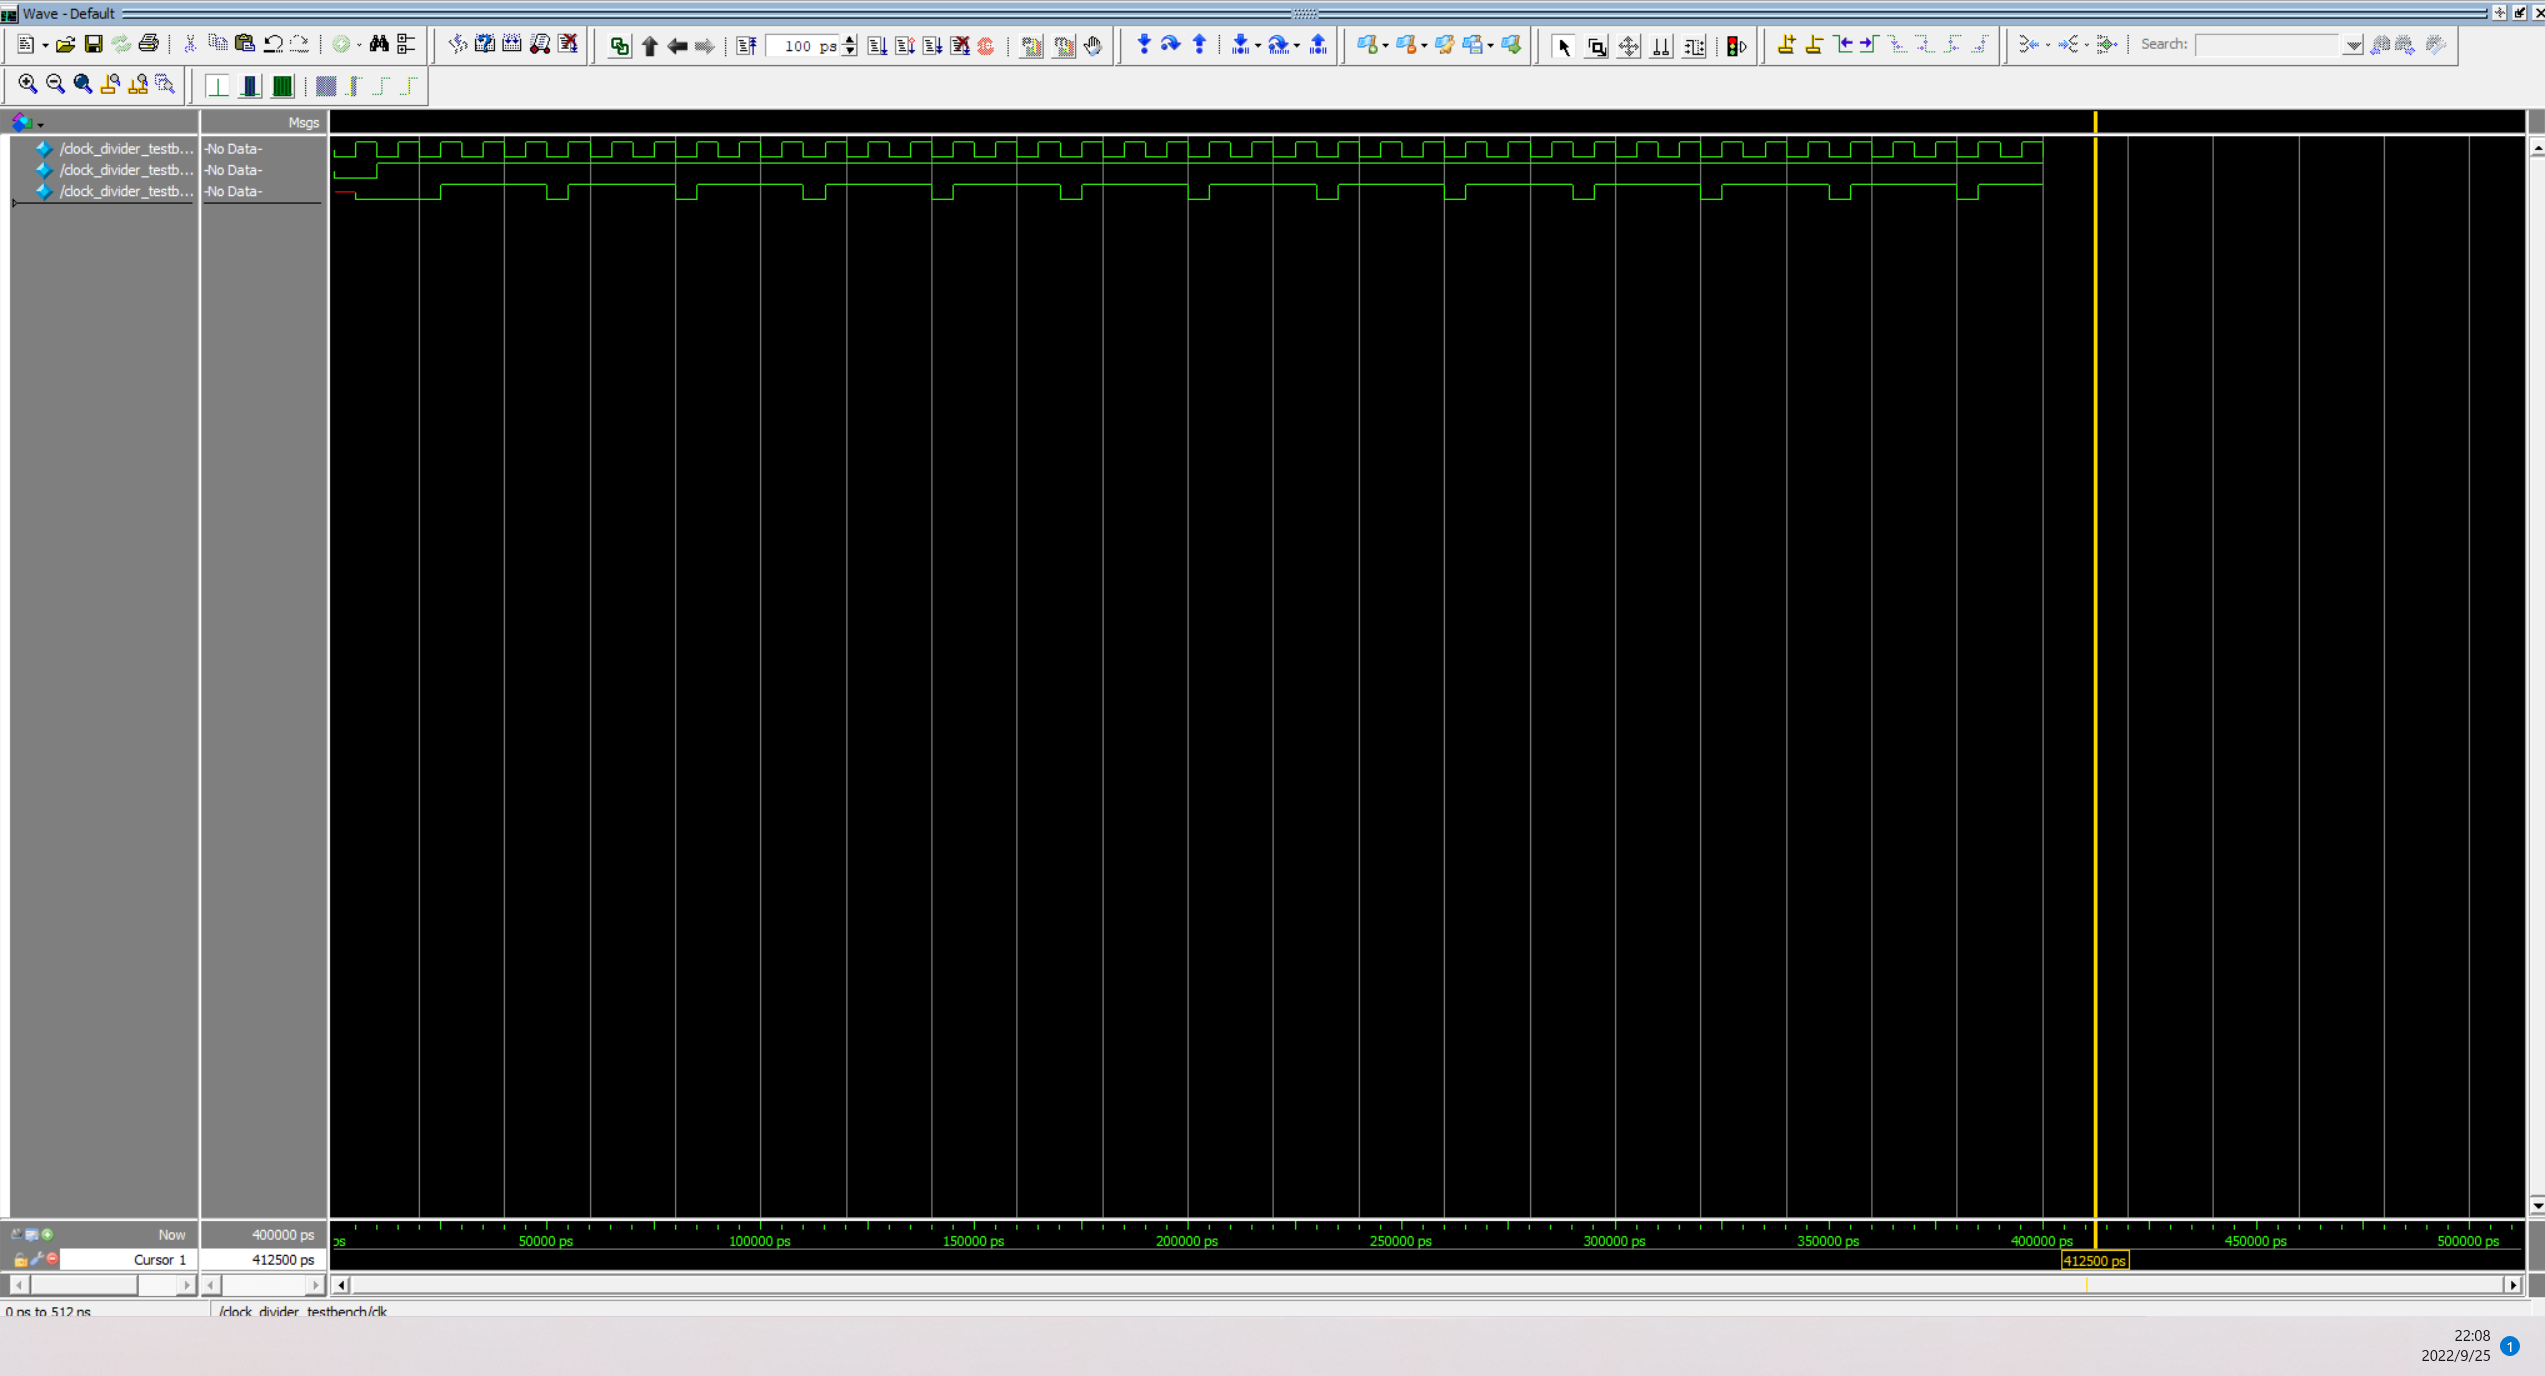 Wave - Default
100 ps
Search:
Msgs
/clock_divider_testb... -No Data-
/clock_divider_testb... -No Data-
/clock_divider_testb... -No Data-
Now 400000 ps
ps 50000 ps 100000 ps 150000 ps 200000 ps 250000 ps 300000 ps 350000 ps 400000 ps 450000 ps 500000 ps
Cursor 1 412500 ps
412500 ps
0 ps to 512 ns /clock_divider_testbench/clk
22:08
2022/9/25
1